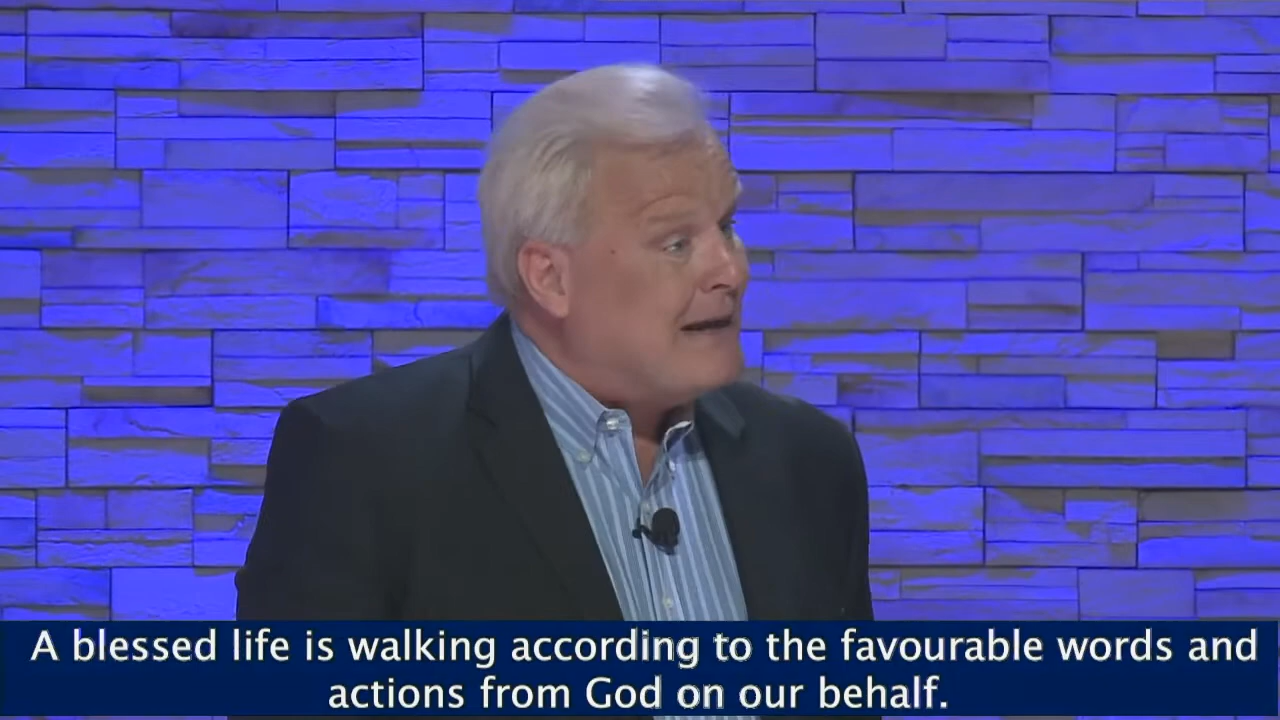 A blessed life is walking according to the favourable words and
actions from God on our behalf.